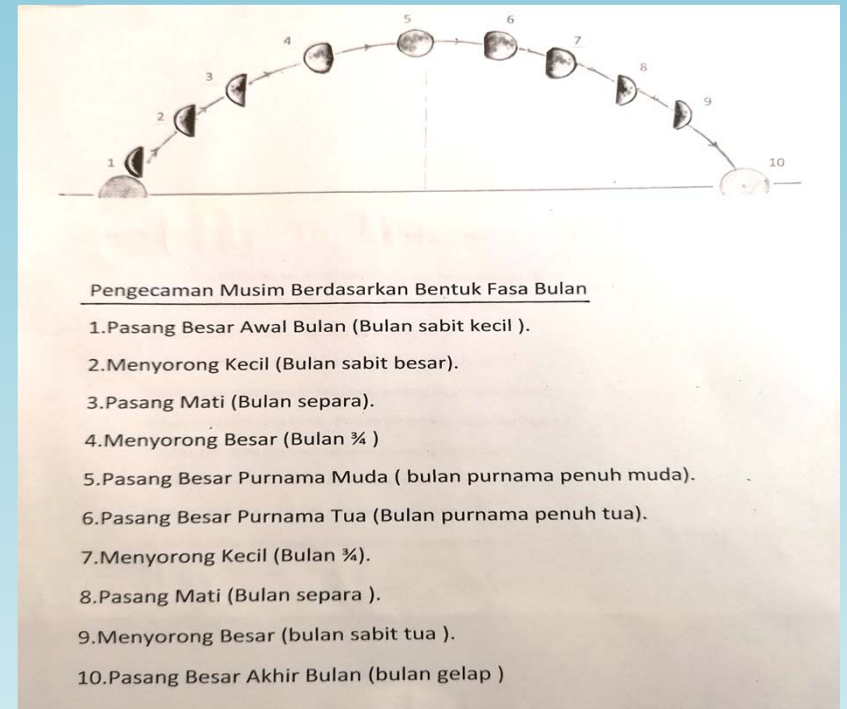 1
2
3
4
5
6
7
8
9
10
Pengecaman Musim Berdasarkan Bentuk Fasa Bulan
1.Pasang Besar Awal Bulan (Bulan sabit kecil ).
2.Menyorong Kecil (Bulan sabit besar).
3.Pasang Mati (Bulan separa).
4.Menyorong Besar (Bulan ¾ )
5.Pasang Besar Purnama Muda ( bulan purnama penuh muda).
6.Pasang Besar Purnama Tua (Bulan purnama penuh tua).
7.Menyorong Kecil (Bulan ¾).
8.Pasang Mati (Bulan separa ).
9.Menyorong Besar (bulan sabit tua ).
10.Pasang Besar Akhir Bulan (bulan gelap )